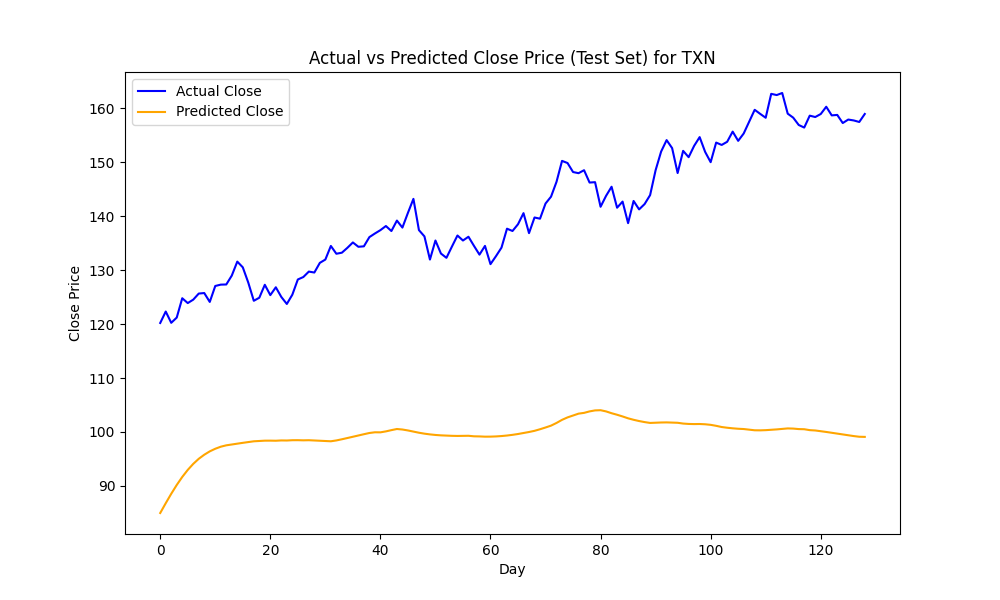 Actual vs Predicted Close Price (Test Set) for TXN
Actual Close
Predicted Close
160
150
140
130
120
110
100
90
Close Price
0 20 40 60 80 100 120
Day